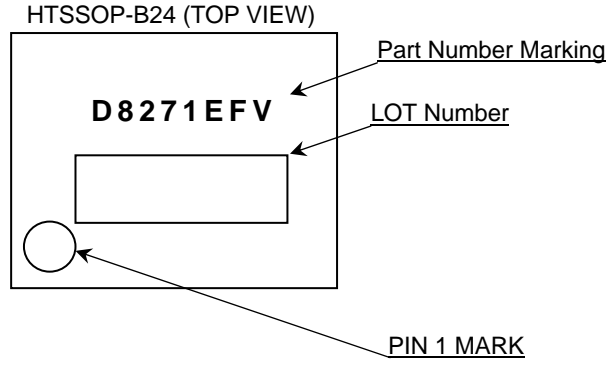 HTSSOP-B24 (TOP VIEW)
Part Number Marking
D8271EFV
LOT Number
PIN 1 MARK